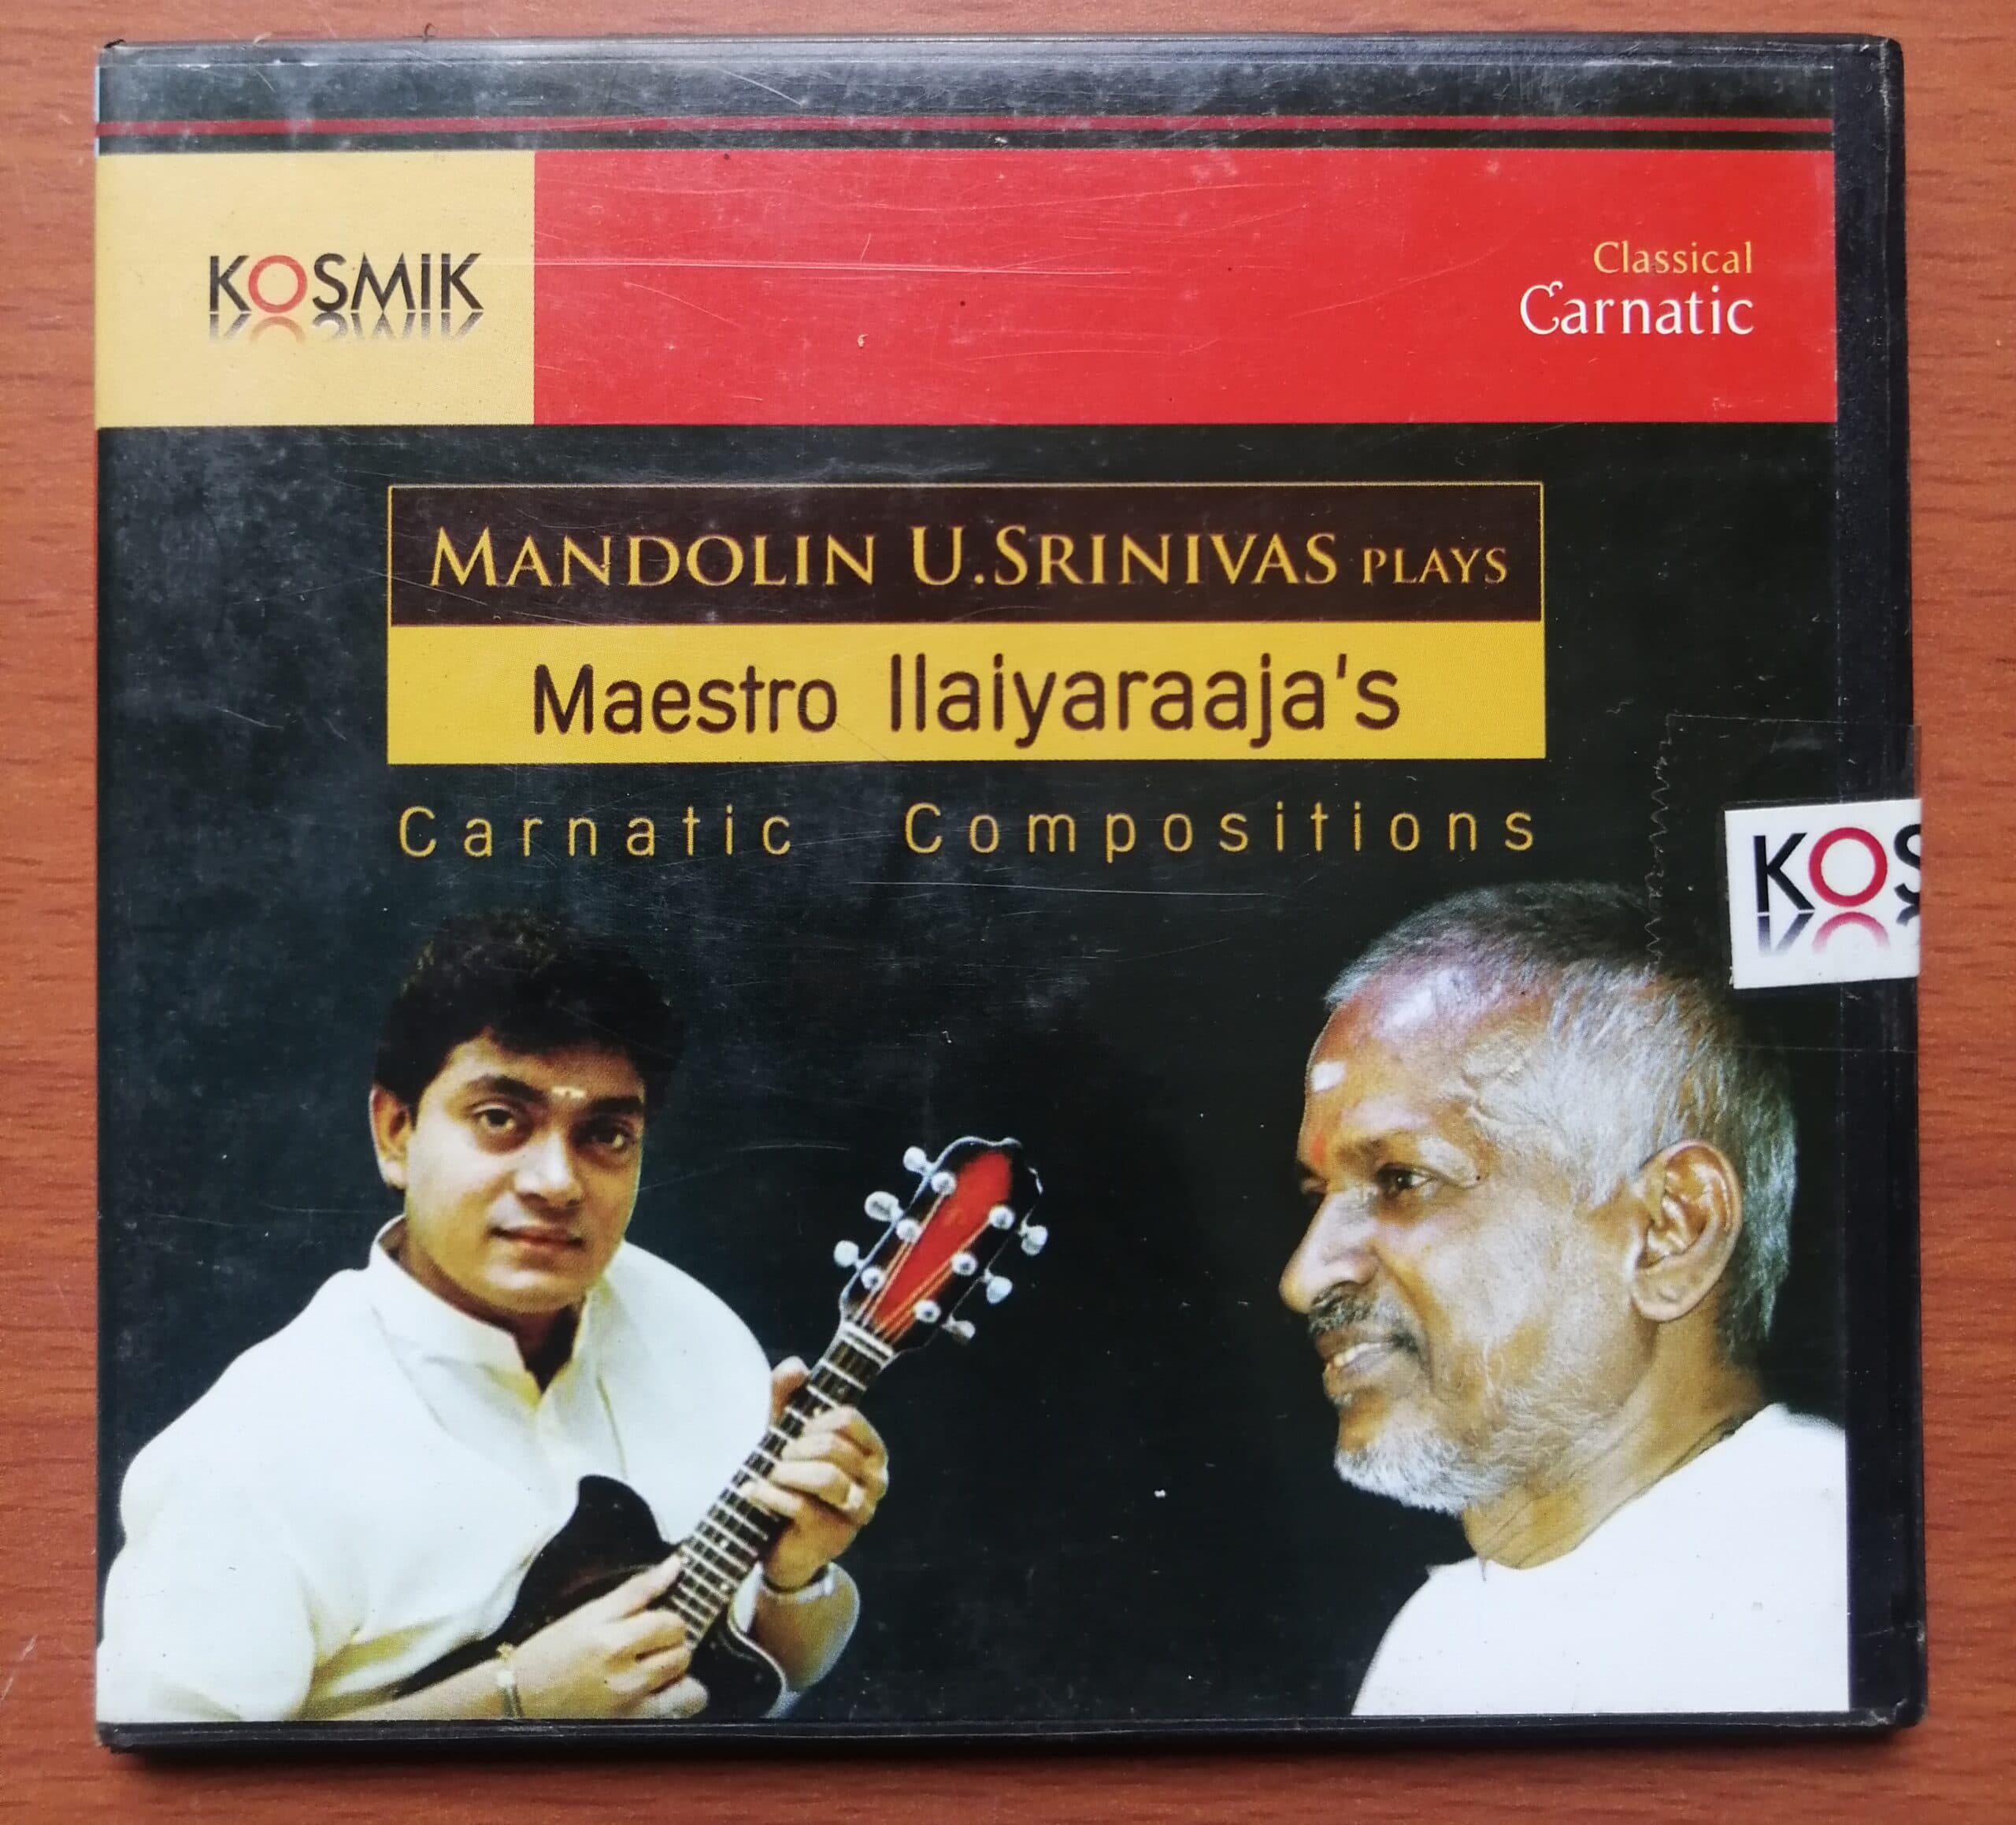 KOSMIK
Classical
Carnatic
MANDOLIN U.SRINIVAS PLAYS
Maestro Ilaiyaraaja's
Carnatic Compositions
KOS